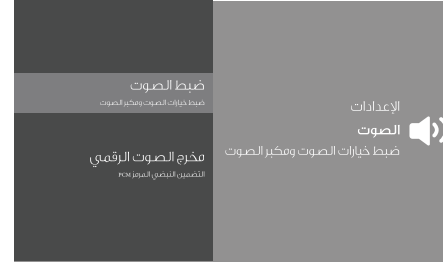 الإعدادات
الصوت
ضبط خيارات الصوت ومكبر الصوت
ضبط الصوت
ضبط خيارات الصوت ومكبر الصوت
مخرج الصوت الرقمي
التضمين النبضي المرمز PCM